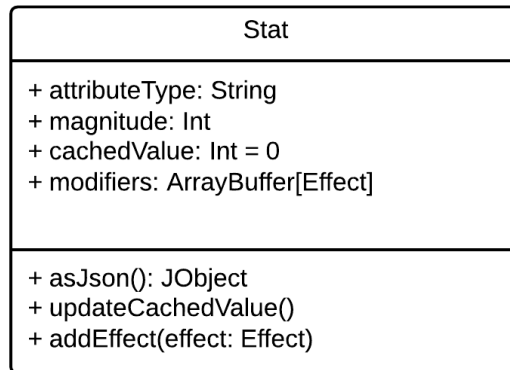 Stat
+ attributeType: String
+ magnitude: Int
+ cachedValue: Int = 0
+ modifiers: ArrayBuffer[Effect]
+ asJson(): JObject
+ updateCachedValue()
+ addEffect(effect: Effect)